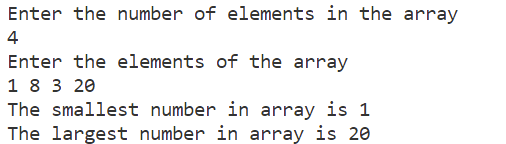 Enter the number of elements in the array
4
Enter the elements of the array
1 8 3 20
The smallest number in array is 1
The largest number in array is 20